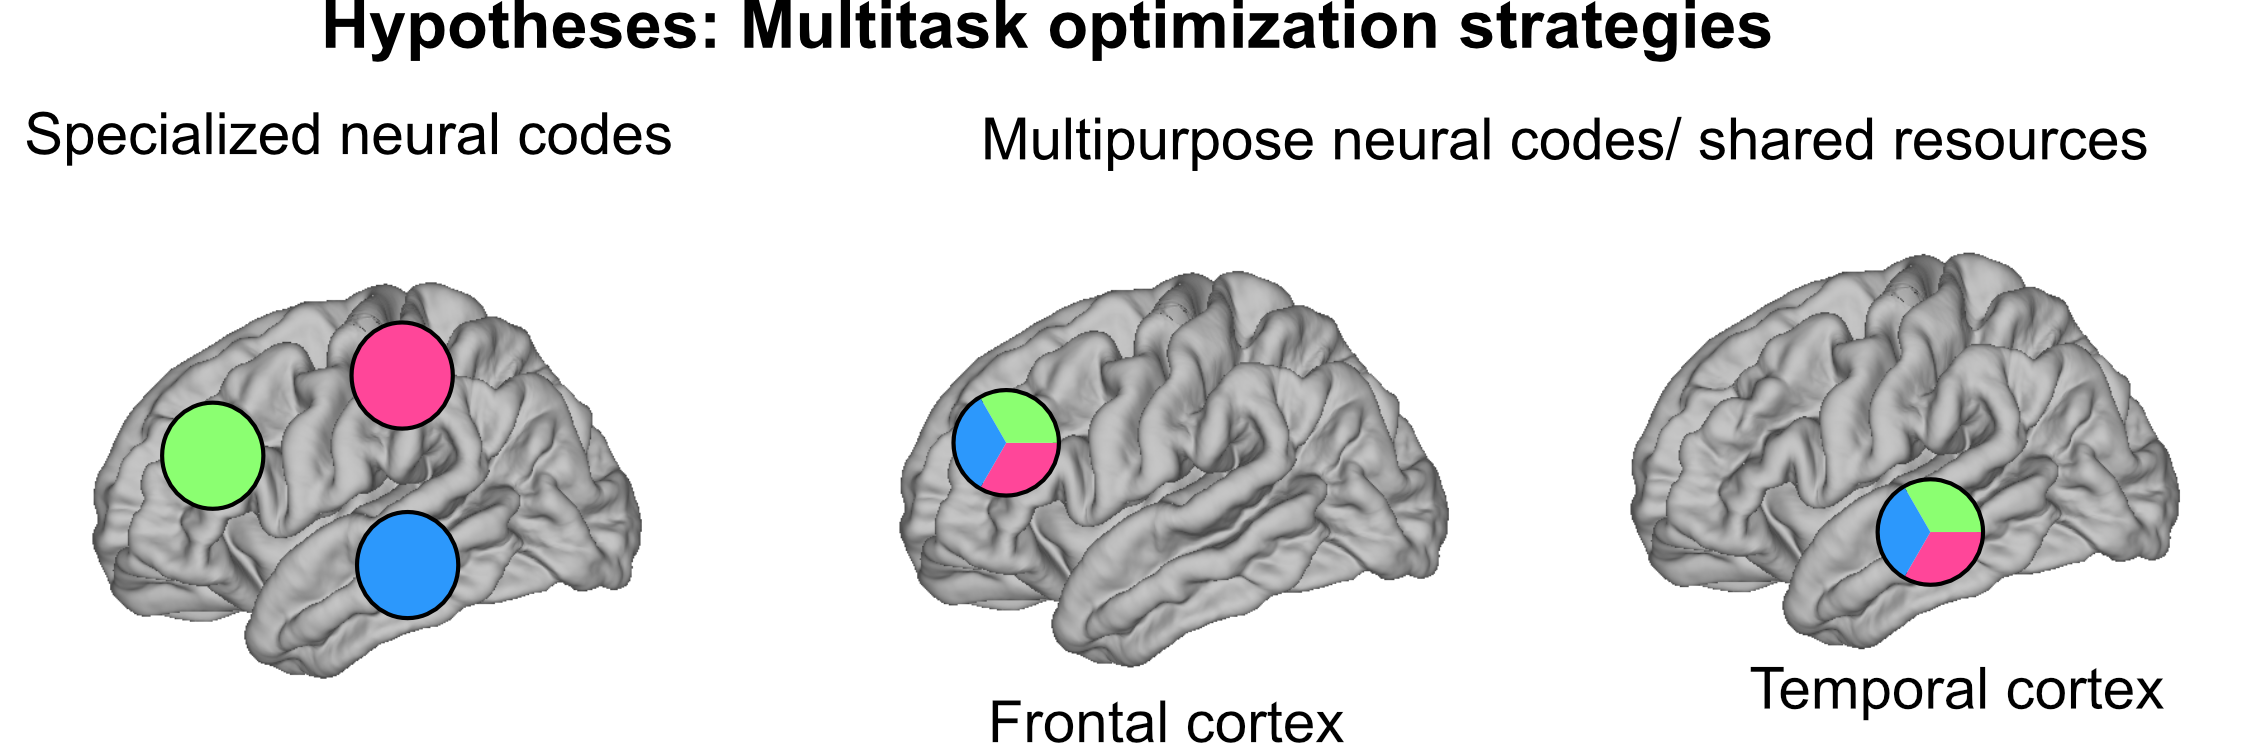 Hypotheses: Multitask optimization strategies
Specialized neural codes
Multipurpose neural codes/ shared resources
Frontal cortex
Temporal cortex